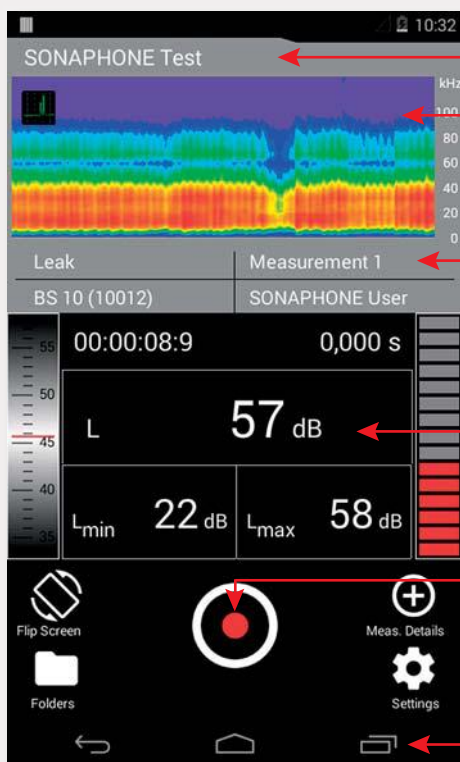 10:32
SONAPHONE Test
kHz
100
80
60
40
20
0
Leak Measurement 1
BS 10 (10012) SONAPHONE User
00:00:08:9 0,000 s
55
50
45
40
35
L 57 dB
Lmin 22 dB Lmax 58 dB
Flip Screen Meas. Details
Folders Settings